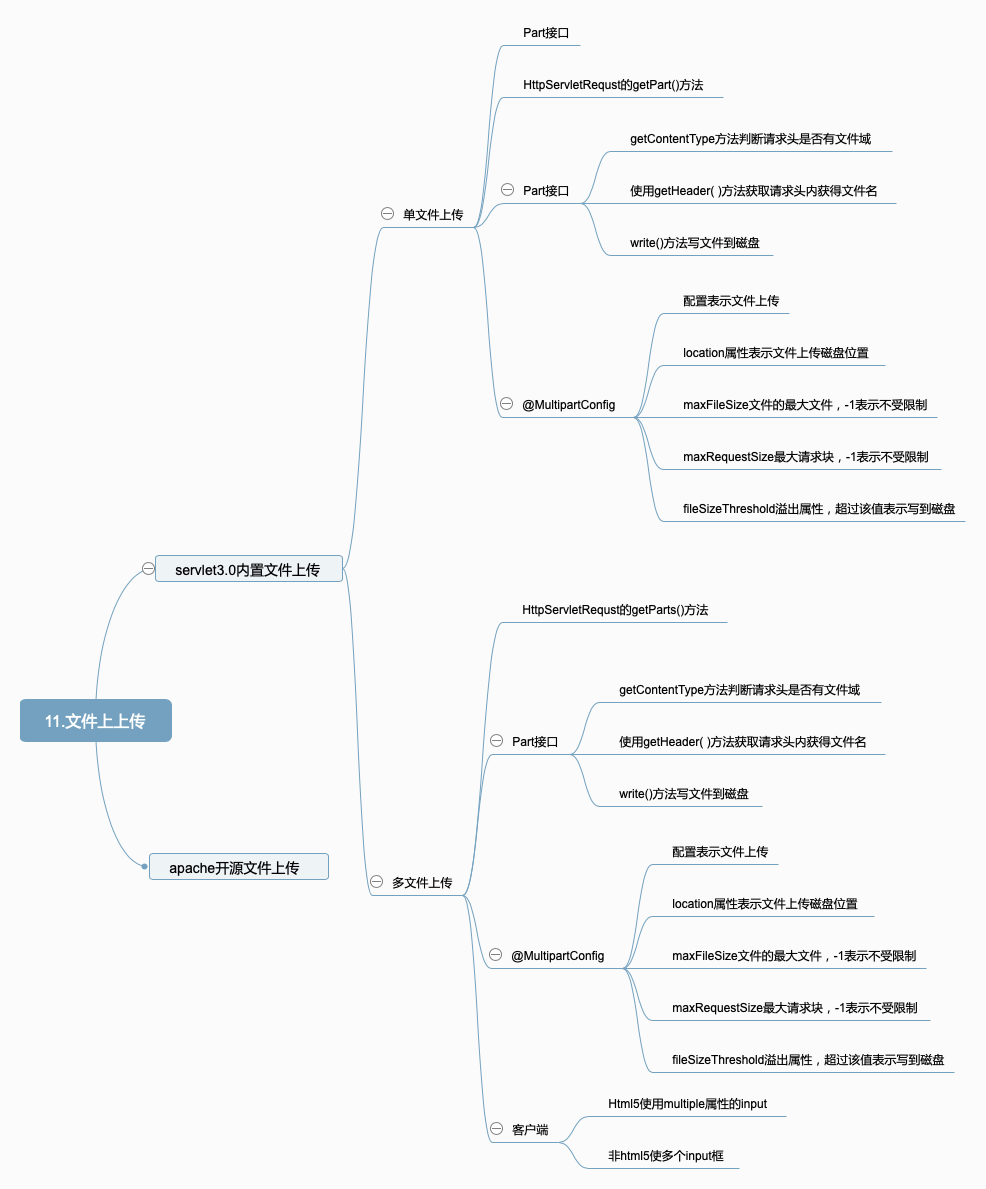 11.文件上上传
servlet3.0内置文件上传
单文件上传
Part接口
HttpServletRequst的getPart()方法
Part接口
getContentType方法判断请求头是否有文件域
使用getHeader( )方法获取请求头内获得文件名
write()方法写文件到磁盘
@MultipartConfig
配置表示文件上传
location属性表示文件上传磁盘位置
maxFileSize文件的最大文件，-1表示不受限制
maxRequestSize最大请求块，-1表示不受限制
fileSizeThreshold溢出属性，超过该值表示写到磁盘
多文件上传
HttpServletRequst的getParts()方法
Part接口
getContentType方法判断请求头是否有文件域
使用getHeader( )方法获取请求头内获得文件名
write()方法写文件到磁盘
@MultipartConfig
配置表示文件上传
location属性表示文件上传磁盘位置
maxFileSize文件的最大文件，-1表示不受限制
maxRequestSize最大请求块，-1表示不受限制
fileSizeThreshold溢出属性，超过该值表示写到磁盘
客户端
Html5使用multiple属性的input
非html5使多个input框
apache开源文件上传